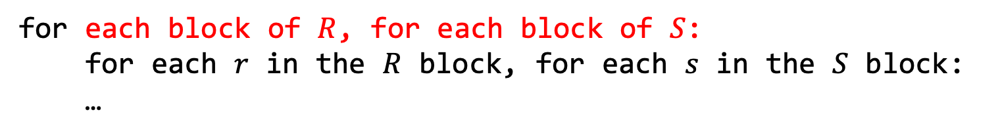 for each block of R, for each block of S:
for each r in the R block, for each s in the S block:
…